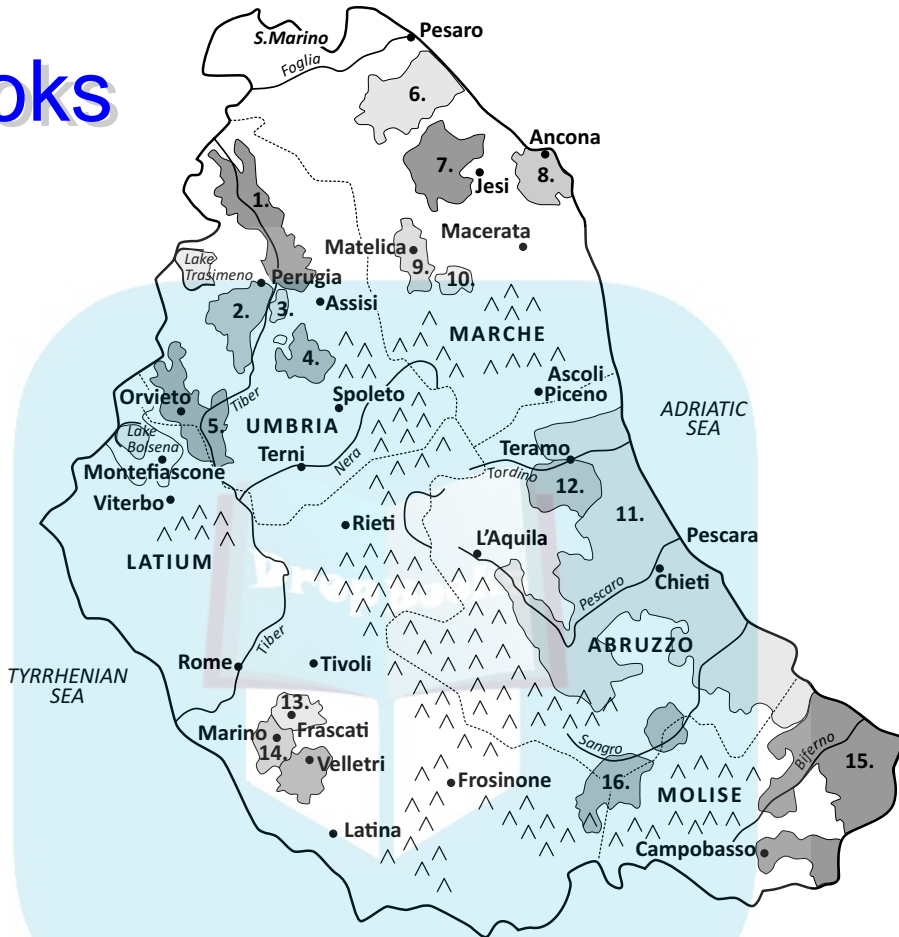 oks
S.Marino
Pesaro
Foglia
6.
Ancona
7.
8.
Jesi
1.
Macerata
Matelica
9.
10.
Lake
Trasimeno
Perugia
2.
3.
Assisi
MARCHE
4.
Ascoli
Piceno
Orvieto
Tiber
Spoleto
5.
UMBRIA
ADRIATIC
SEA
Lake
Bolsena
Terni
Nera
Teramo
Tordino
Montefiascone
12.
Viterbo
11.
Rieti
L'Aquila
Pescara
LATIUM
Chieti
Pescaro
Tiber
ABRUZZO
Rome
Tivoli
TYRRHENIAN
SEA
13.
Frascati
Marino
14.
Velletri
Sangro
Biferno
15.
Frosinone
16.
MOLISE
Latina
Campobasso